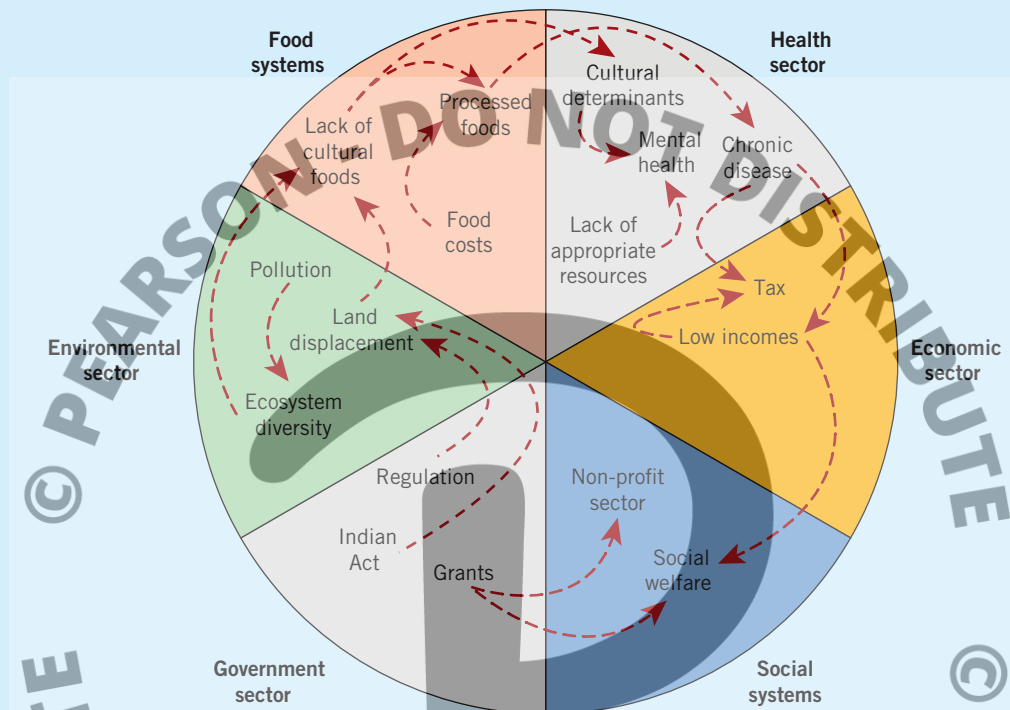 Food
systems
Health
sector
Cultural
determinants
Processed
foods
Lack of
cultural
foods
Mental
health
Chronic
disease
Food
costs
Lack of
appropriate
resources
Pollution
Land
displacement
Tax
Low incomes
Environmental
sector
Economic
sector
Ecosystem
diversity
Regulation
Non-profit
sector
Indian
Act
Grants
Social
welfare
Government
sector
Social
systems
© PEARSON - DO NOT DISTRIBUTE
©